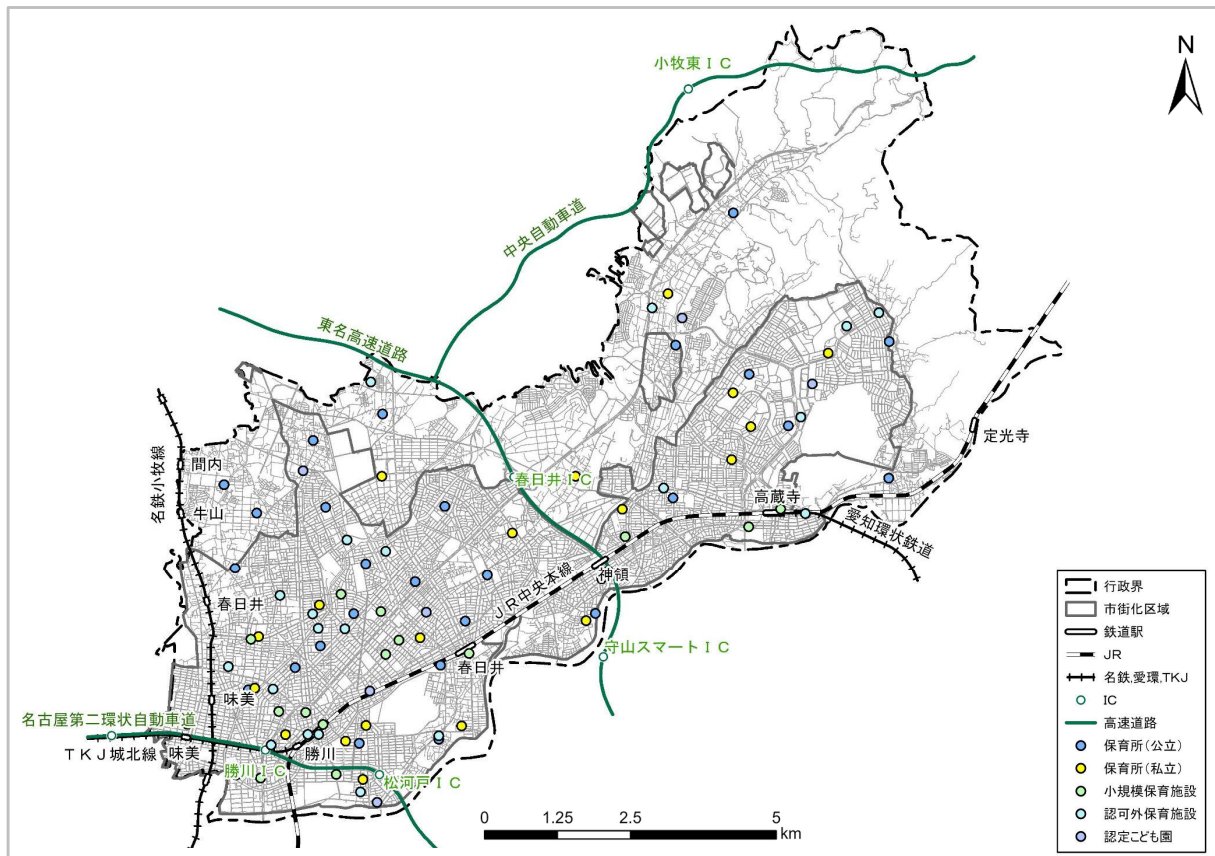 小牧東ＩＣ
N
中央自動車道
東名高速道路
名鉄小牧線
間内
牛山
春日井ＩＣ
定光寺
高蔵寺
愛知環状鉄道
神領
ＪＲ中央本線
春日井
守山スマートＩＣ
春日井
味美
名古屋第二環状自動車道
ＴＫＪ城北線
味美
勝川
勝川ＩＣ
松河戸ＩＣ
0 1.25 2.5 5
km
行政界
市街化区域
鉄道駅
JR
名鉄,愛環,TKJ
IC
高速道路
保育所(公立)
保育所(私立)
小規模保育施設
認可外保育施設
認定こども園